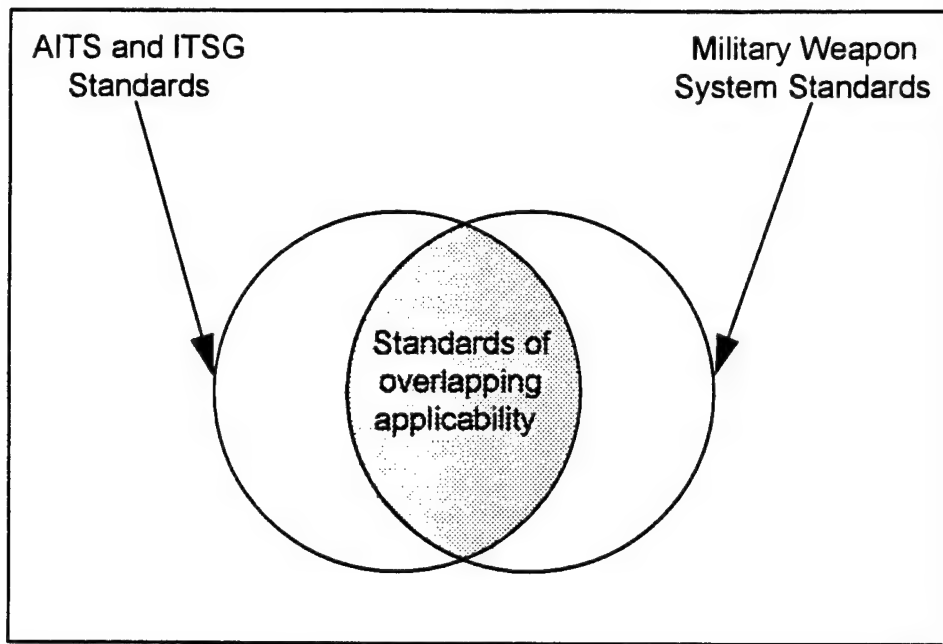 AITS and ITSG
Standards
Military Weapon
System Standards
Standards of
overlapping
applicability